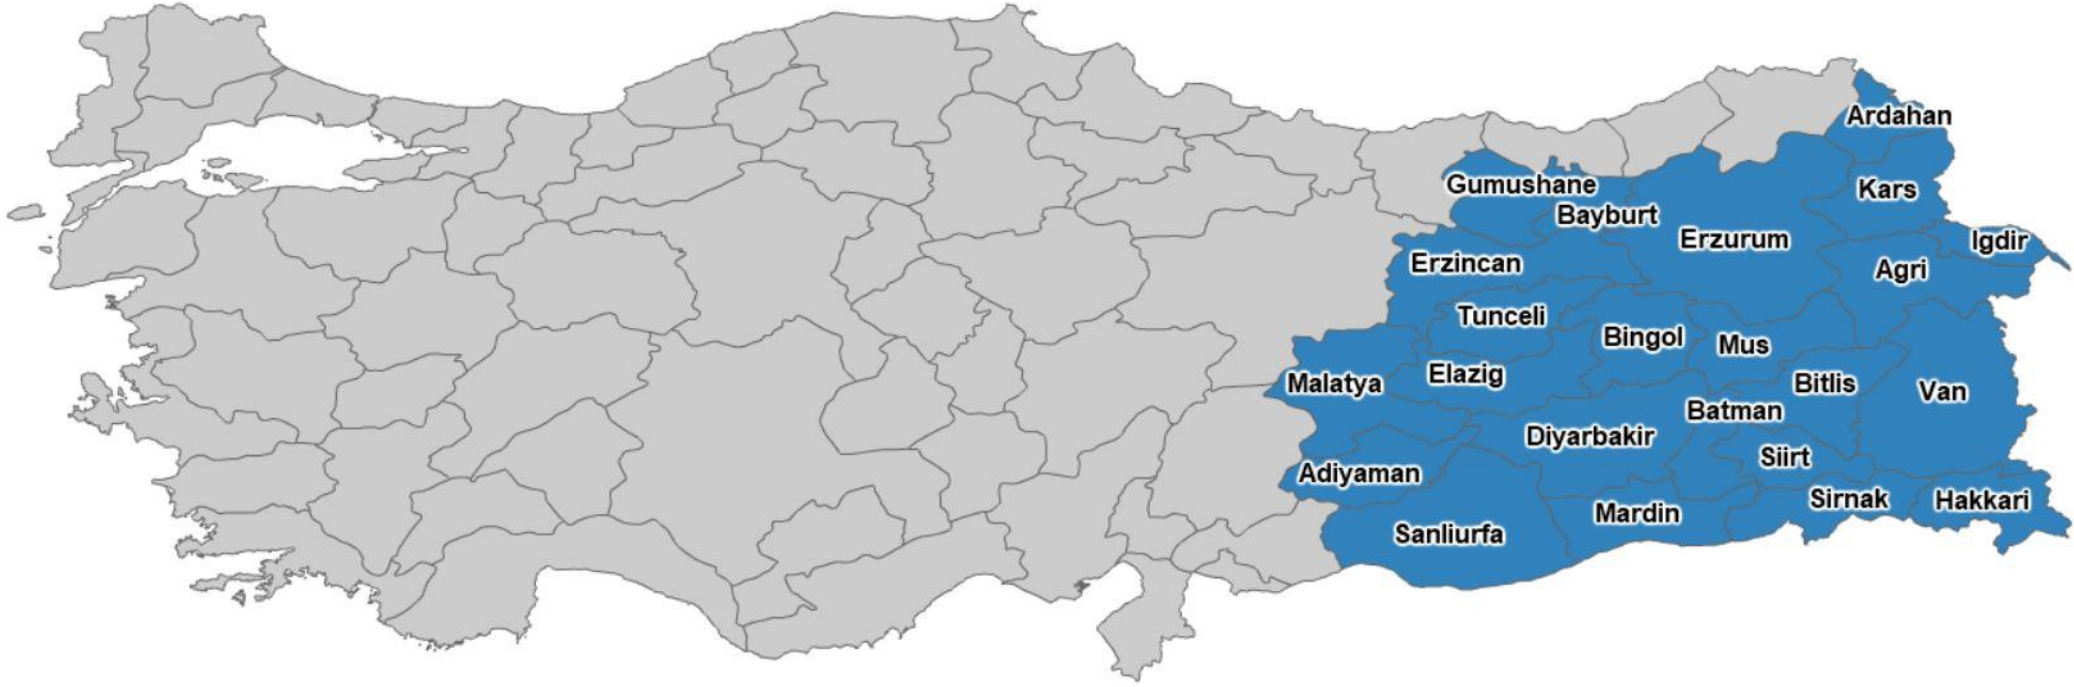 Ardahan
Gumushane
Kars
Bayburt
Erzurum
Igdir
Erzincan
Agri
Tunceli
Bingol
Mus
Elazig
Malatya
Bitlis
Van
Batman
Diyarbakir
Siirt
Adiyaman
Sirnak
Hakkari
Mardin
Sanliurfa